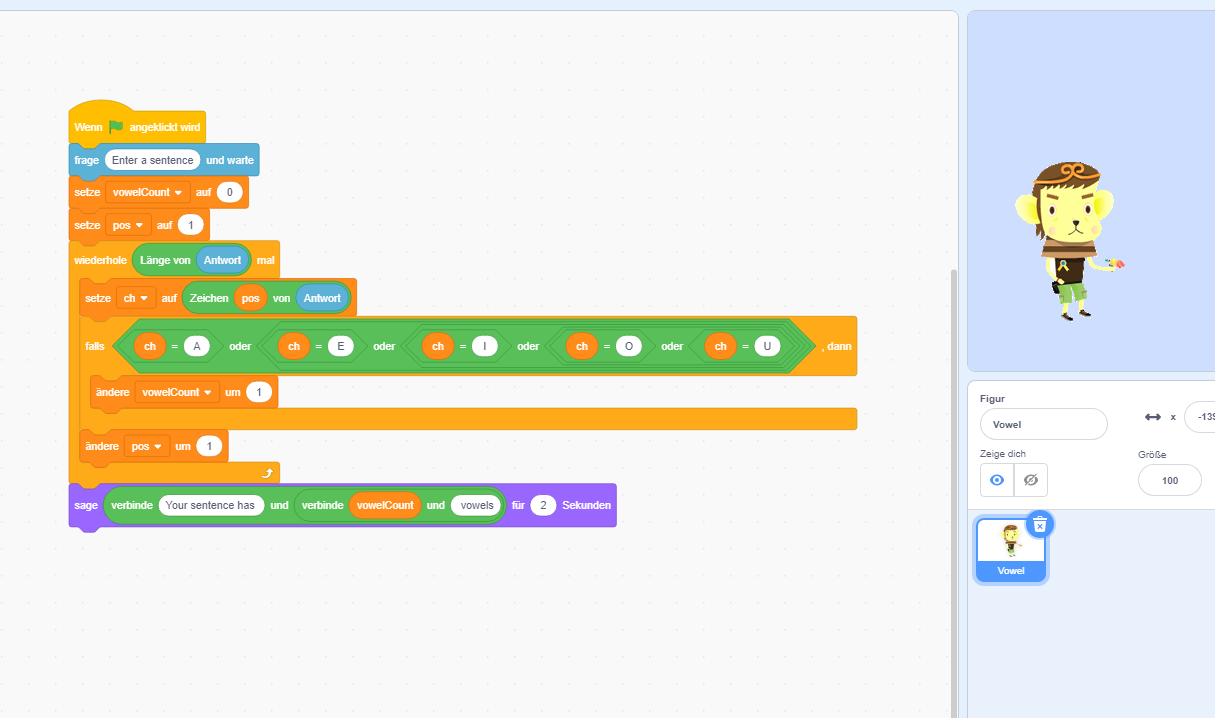 Wenn angeklickt wird
frage Enter a sentence und warte
setze vowelCount auf 0
setze pos auf 1
wiederhole Länge von Antwort mal
setze ch auf Zeichen pos von Antwort
falls ch = A oder ch = E oder ch = I oder ch = O oder ch = U , dann
ändere vowelCount um 1
ändere pos um 1
sage verbinde Your sentence has und verbinde vowelCount und vowels für 2 Sekunden
Figur
Vowel
x -139
Zeige dich
Größe
100
Vowel